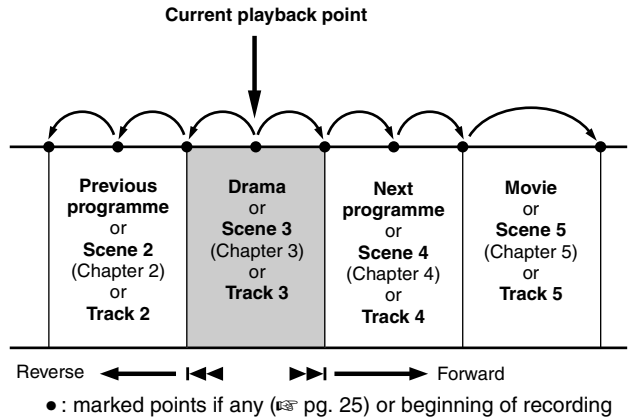 Current playback point
Previous
programme
or
Scene 2
(Chapter 2)
or
Track 2
Drama
or
Scene 3
(Chapter 3)
or
Track 3
Next
programme
or
Scene 4
(Chapter 4)
or
Track 4
Movie
or
Scene 5
(Chapter 5)
or
Track 5
Reverse
Forward
● : marked points if any (☞ pg. 25) or beginning of recording